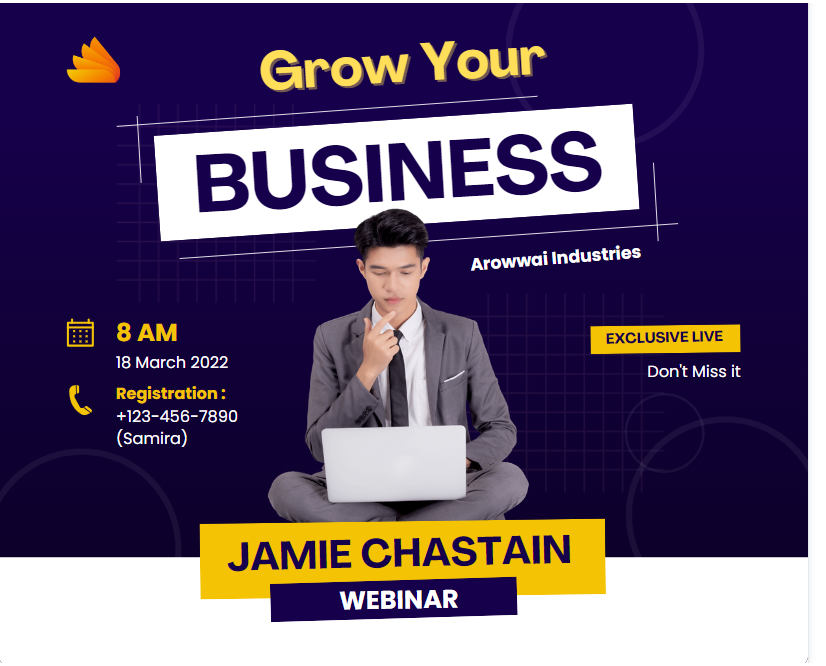 Grow Your
BUSINESS
Arowwai Industries
8 AM
18 March 2022
Registration :
+123-456-7890
(Samira)
EXCLUSIVE LIVE
Don't Miss it
JAMIE CHASTAIN
WEBINAR